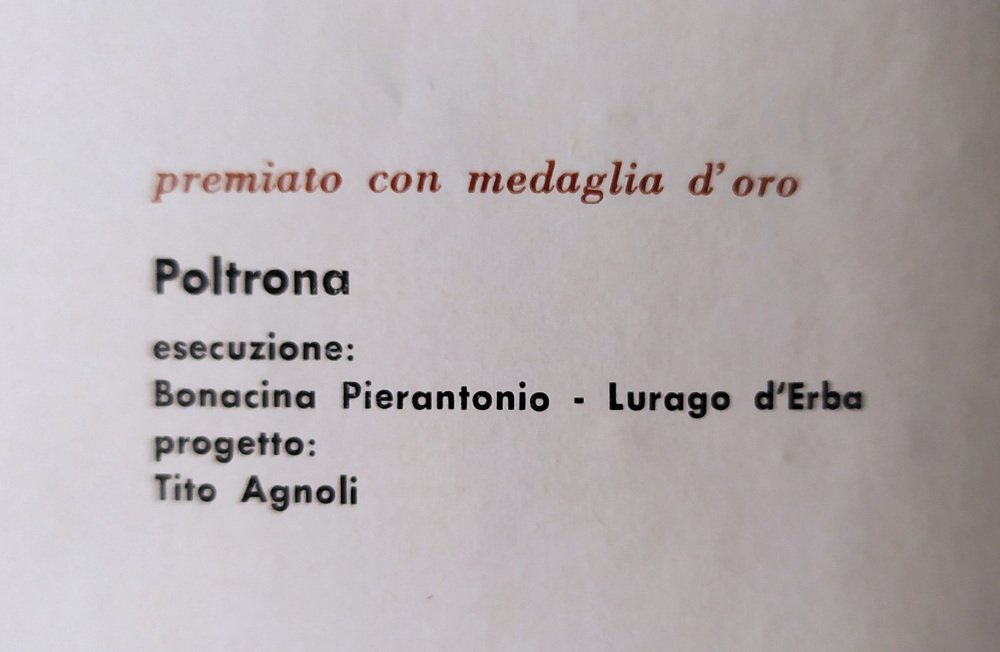 premiato con medaglia d'oro
Poltrona
esecuzione:
Bonacina Pierantonio - Lurago d'Erba
progetto:
Tito Agnoli